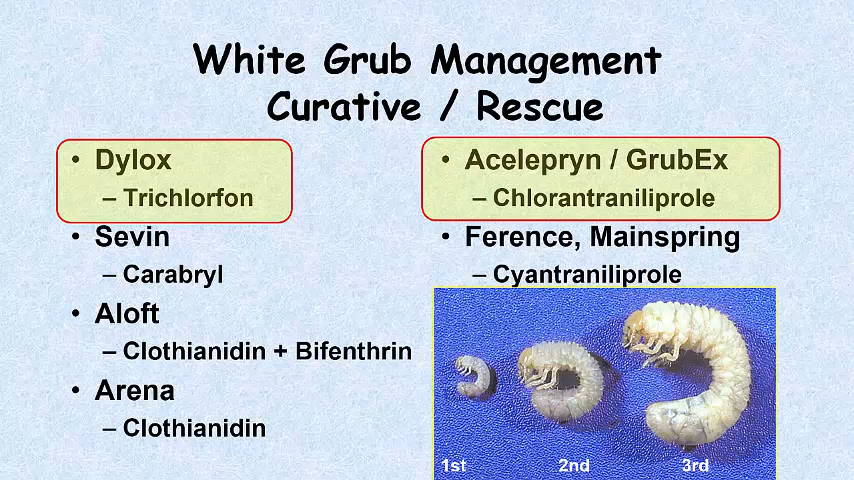 White Grub Management
Curative / Rescue
• Dylox
– Trichlorfon
• Sevin
– Carabryl
• Aloft
– Clothianidin + Bifenthrin
• Arena
– Clothianidin
• Acelepryn / GrubEx
– Chlorantraniliprole
• Ference, Mainspring
– Cyantraniliprole
1st 2nd 3rd